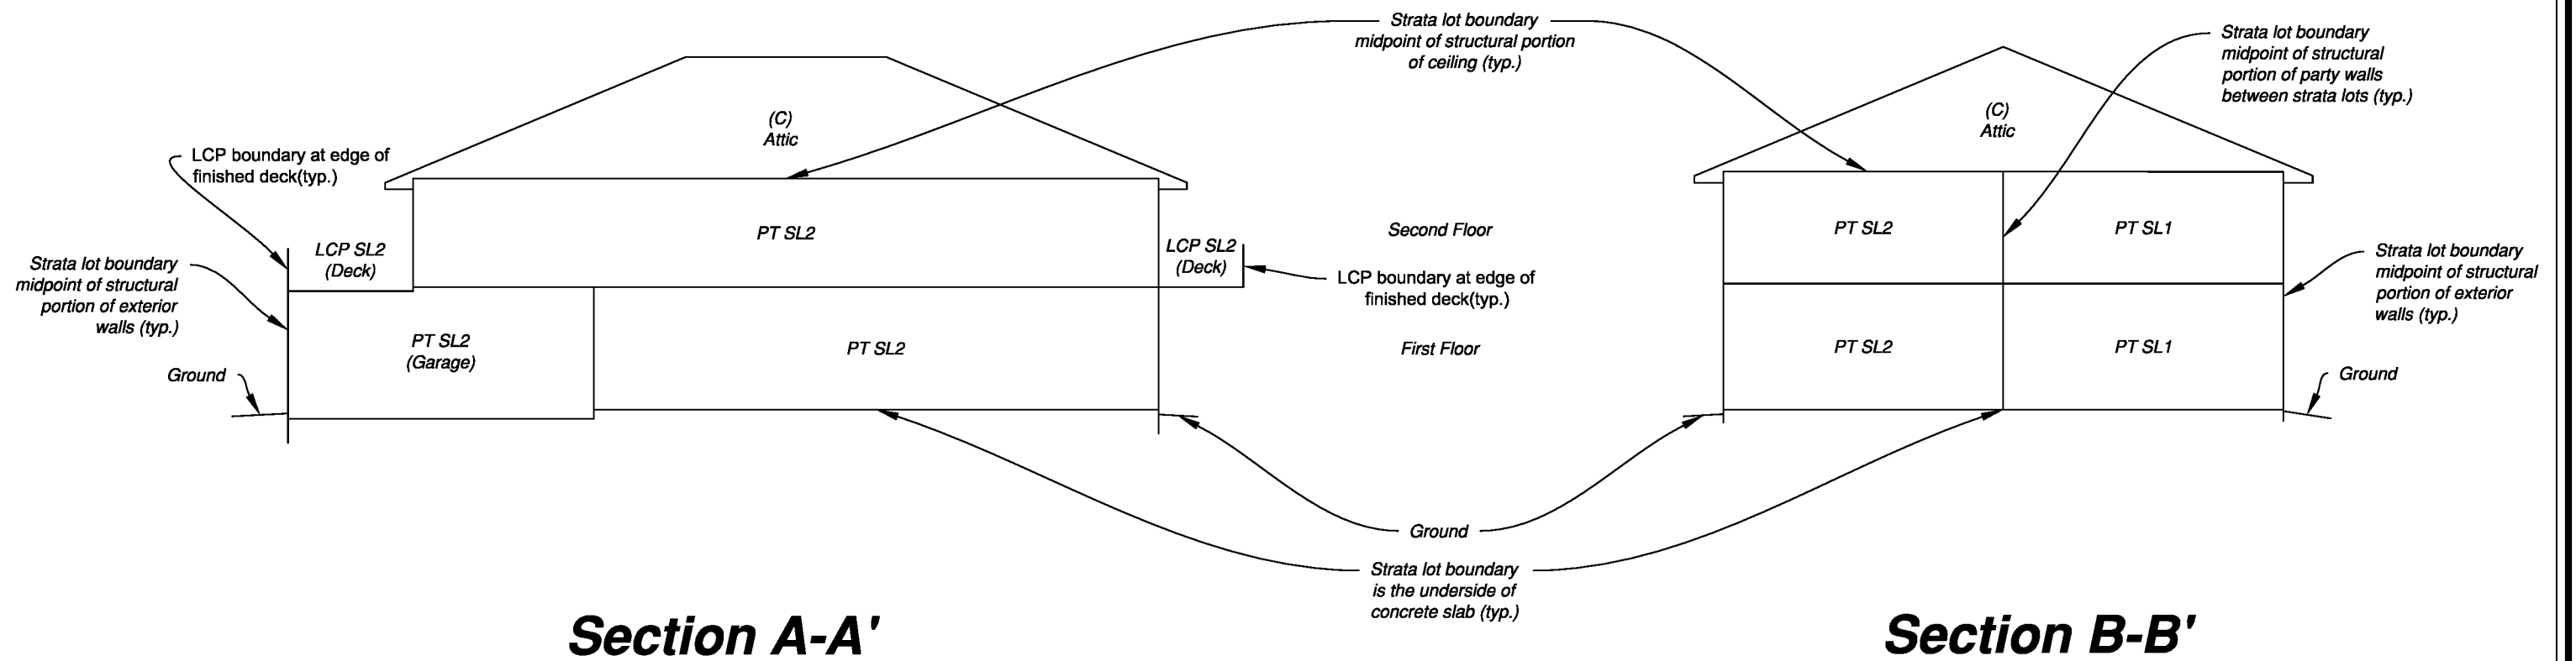 Strata lot boundary
midpoint of structural portion
of ceiling (typ.)
Strata lot boundary
midpoint of structural
portion of party walls
between strata lots (typ.)
(C)
Attic
(C)
Attic
LCP boundary at edge of
finished deck(typ.)
Strata lot boundary
midpoint of structural
portion of exterior
walls (typ.)
LCP SL2
(Deck)
PT SL2
LCP SL2
(Deck)
Second Floor
LCP boundary at edge of
finished deck(typ.)
PT SL2
PT SL1
Strata lot boundary
midpoint of structural
portion of exterior
walls (typ.)
Ground
PT SL2
(Garage)
PT SL2
First Floor
PT SL2
PT SL1
Ground
Ground
Strata lot boundary
is the underside of
concrete slab (typ.)
Section A-A'
Section B-B'